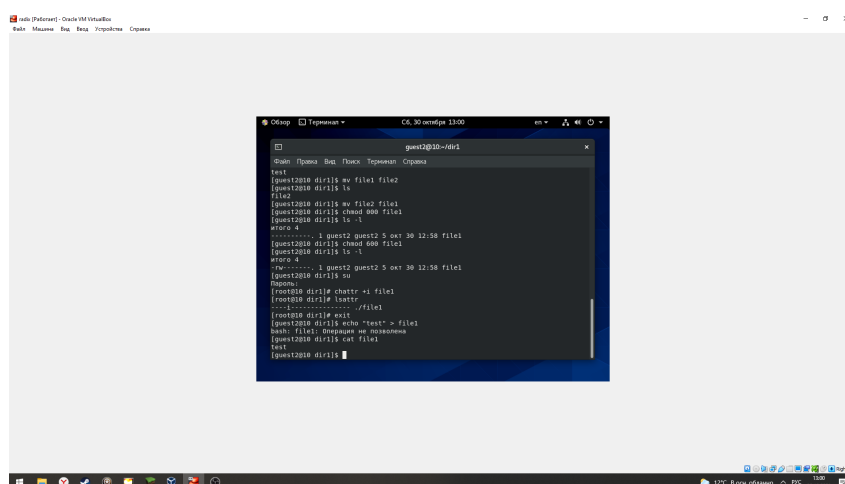 radix [Работает] - Oracle VM VirtualBox
Файл Машина Вид Ввод Устройства Справка
Обзор Терминал Сб, 30 октября 13:00 en
guest2@10:~/dir1
Файл Правка Вид Поиск Терминал Справка
test
[guest2@10 dir1]$ mv file1 file2
[guest2@10 dir1]$ ls
file2
[guest2@10 dir1]$ mv file2 file1
[guest2@10 dir1]$ chmod 000 file1
[guest2@10 dir1]$ ls -l
итого 4
----------. 1 guest2 guest2 5 окт 30 12:58 file1
[guest2@10 dir1]$ chmod 600 file1
[guest2@10 dir1]$ ls -l
итого 4
-rw-------. 1 guest2 guest2 5 окт 30 12:58 file1
[guest2@10 dir1]$ su
Пароль:
[root@10 dir1]# chattr +i file1
[root@10 dir1]# lsattr
----i--------------- ./file1
[root@10 dir1]# exit
[guest2@10 dir1]$ echo "test" > file1
bash: file1: Операция не позволена
[guest2@10 dir1]$ cat file1
test
[guest2@10 dir1]$
Righ
12°C В осн. облачно РУС 13:00